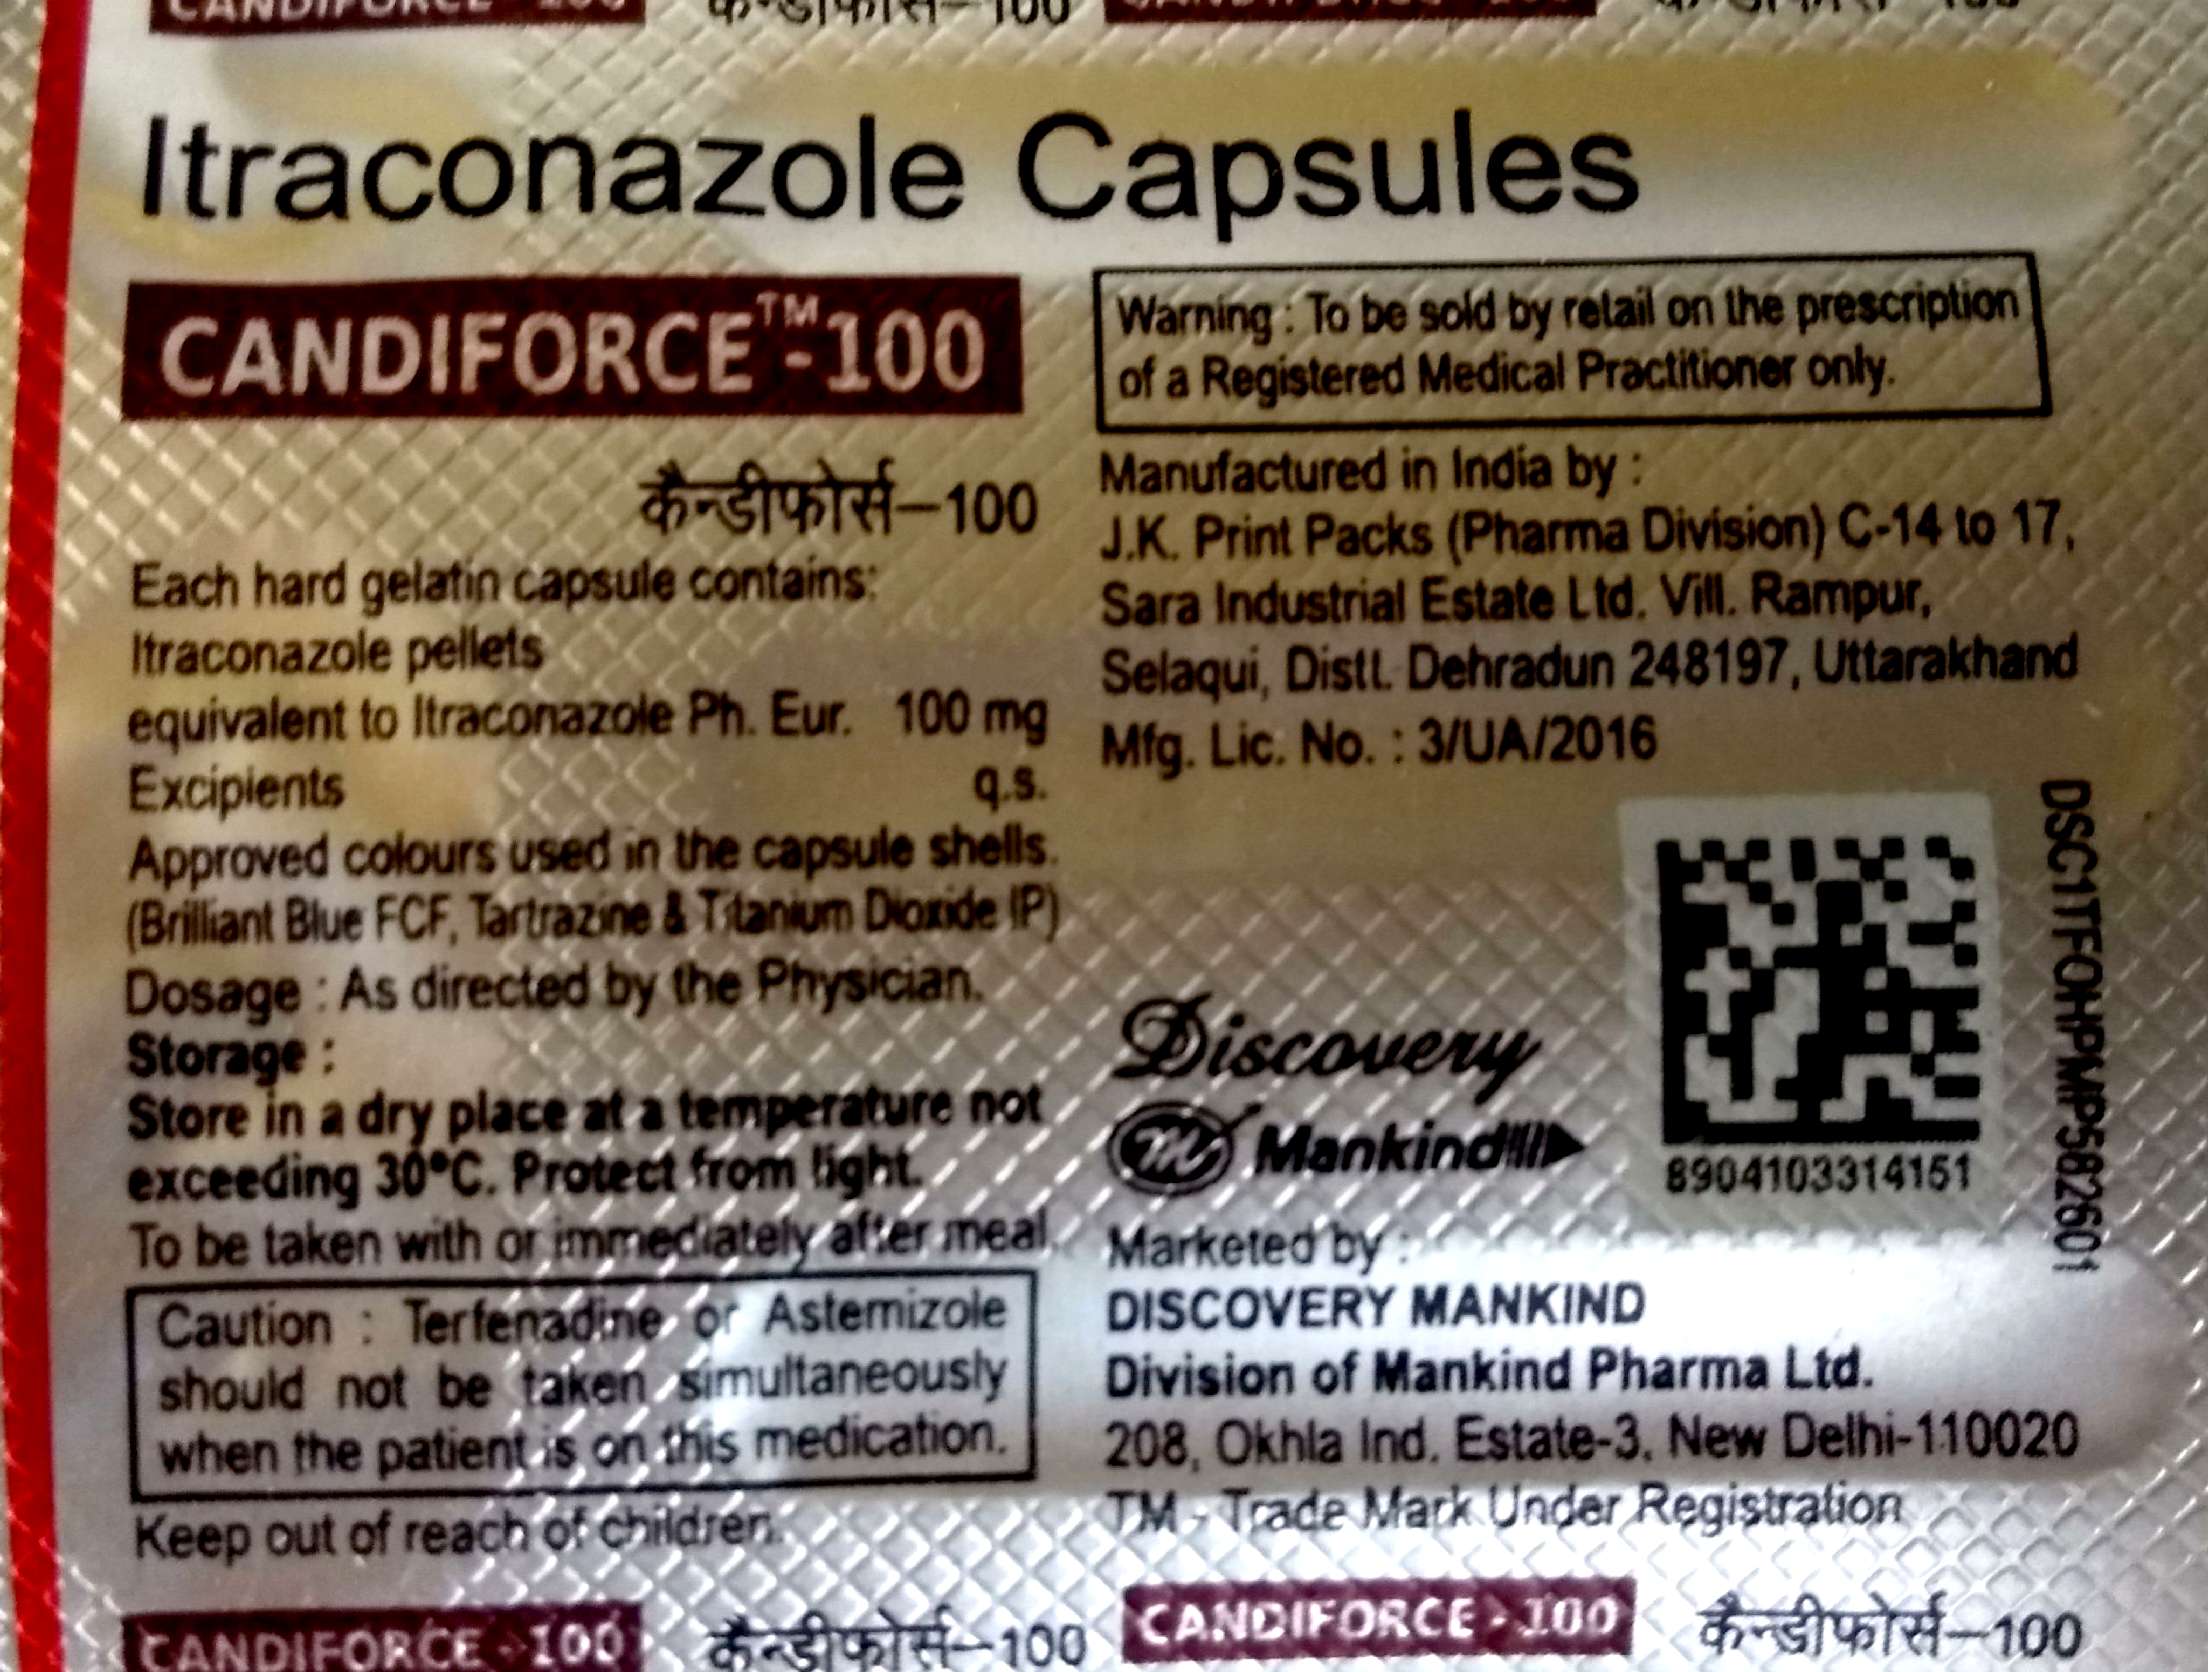 CANDIFORCE - 100 कैन्डीफोर्स–100 CANDIFORCE - 100 कैन्डीफोर्स–100
Itraconazole Capsules
CANDIFORCE™-100
कैन्डीफोर्स–100
Each hard gelatin capsule contains:
Itraconazole pellets
equivalent to Itraconazole Ph. Eur. 100 mg
Excipients q.s.
Approved colours used in the capsule shells.
(Brilliant Blue FCF, Tartrazine & Titanium Dioxide IP)
Dosage : As directed by the Physician.
Storage :
Store in a dry place at a temperature not
exceeding 30°C. Protect from light.
To be taken with or immediately after meal.
Caution : Terfenadine or Astemizole
should not be taken simultaneously
when the patient is on this medication.
Keep out of reach of children.
Warning : To be sold by retail on the prescription
of a Registered Medical Practitioner only.
Manufactured in India by :
J.K. Print Packs (Pharma Division) C-14 to 17,
Sara Industrial Estate Ltd. Vill. Rampur,
Selaqui, Distt. Dehradun 248197, Uttarakhand
Mfg. Lic. No. : 3/UA/2016
Discovery
Mankind
8904103314151
DSC1TFOHPMP5826501
Marketed by :
DISCOVERY MANKIND
Division of Mankind Pharma Ltd.
208, Okhla Ind. Estate-3, New Delhi-110020
TM - Trade Mark Under Registration
CANDIFORCE - 100 कैन्डीफोर्स–100 CANDIFORCE - 100 कैन्डीफोर्स–100